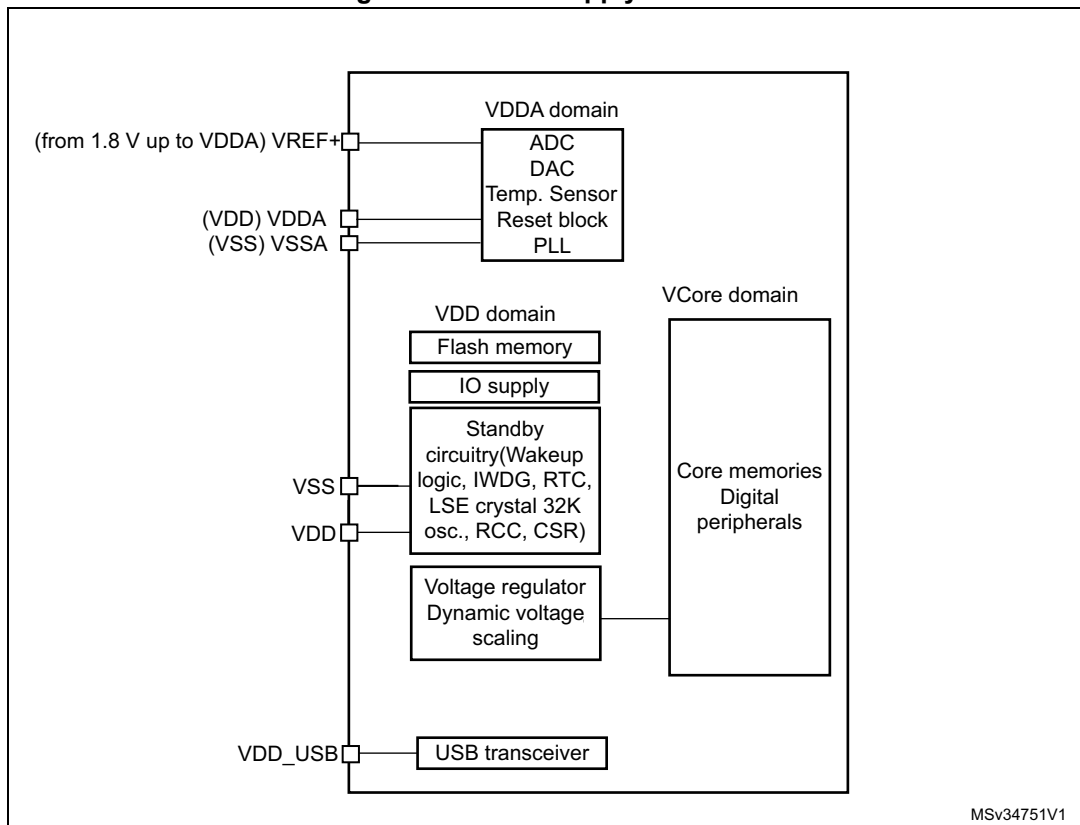 (from 1.8 V up to VDDA) VREF+
(VDD) VDDA
(VSS) VSSA
VDDA domain
ADC
DAC
Temp. Sensor
Reset block
PLL
VDD domain
Flash memory
IO supply
Standby
circuitry(Wakeup
logic, IWDG, RTC,
LSE crystal 32K
osc., RCC, CSR)
VSS
VDD
Voltage regulator
Dynamic voltage
scaling
VCore domain
Core memories
Digital
peripherals
VDD_USB
USB transceiver
MSv34751V1